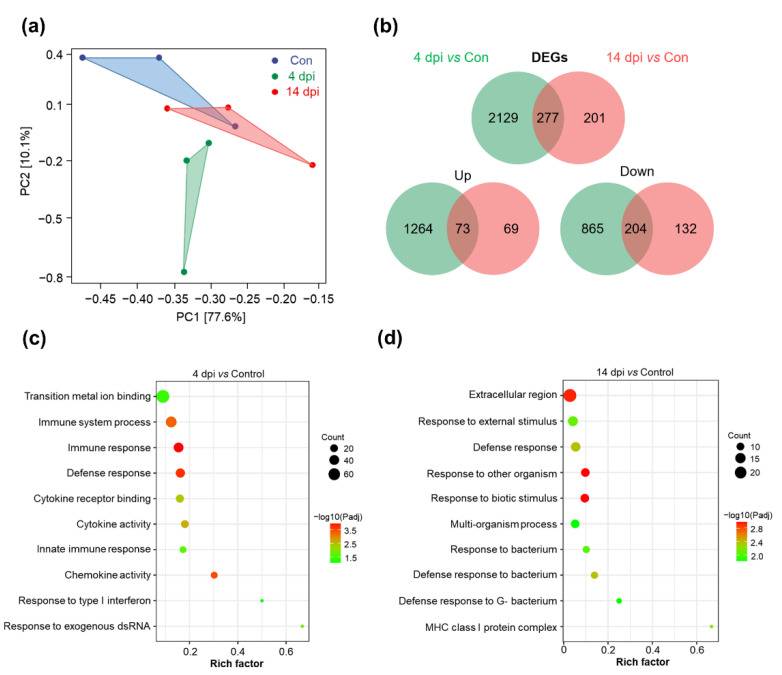 (a)
0.4
0.1
−0.2
−0.5
−0.8
PC2 [10.1%]
Con
4 dpi
14 dpi
−0.45 −0.40 −0.35 −0.30 −0.25 −0.20 −0.15
PC1 [77.6%]
(b)
4 dpi vs Con DEGs 14 dpi vs Con
2129 277 201
Up
1264 73 69
Down
865 204 132
(c)
4 dpi vs Control
Transition metal ion binding
Immune system process
Immune response
Defense response
Cytokine receptor binding
Cytokine activity
Innate immune response
Chemokine activity
Response to type I interferon
Response to exogenous dsRNA
0.2 0.4 0.6
Rich factor
Count
20
40
60
−log10(Padj)
3.5
2.5
1.5
(d)
14 dpi vs Control
Extracellular region
Response to external stimulus
Defense response
Response to other organism
Response to biotic stimulus
Multi-organism process
Response to bacterium
Defense response to bacterium
Defense response to G- bacterium
MHC class I protein complex
0 0.2 0.4 0.6
Rich factor
Count
10
15
20
−log10(Padj)
2.8
2.4
2.0